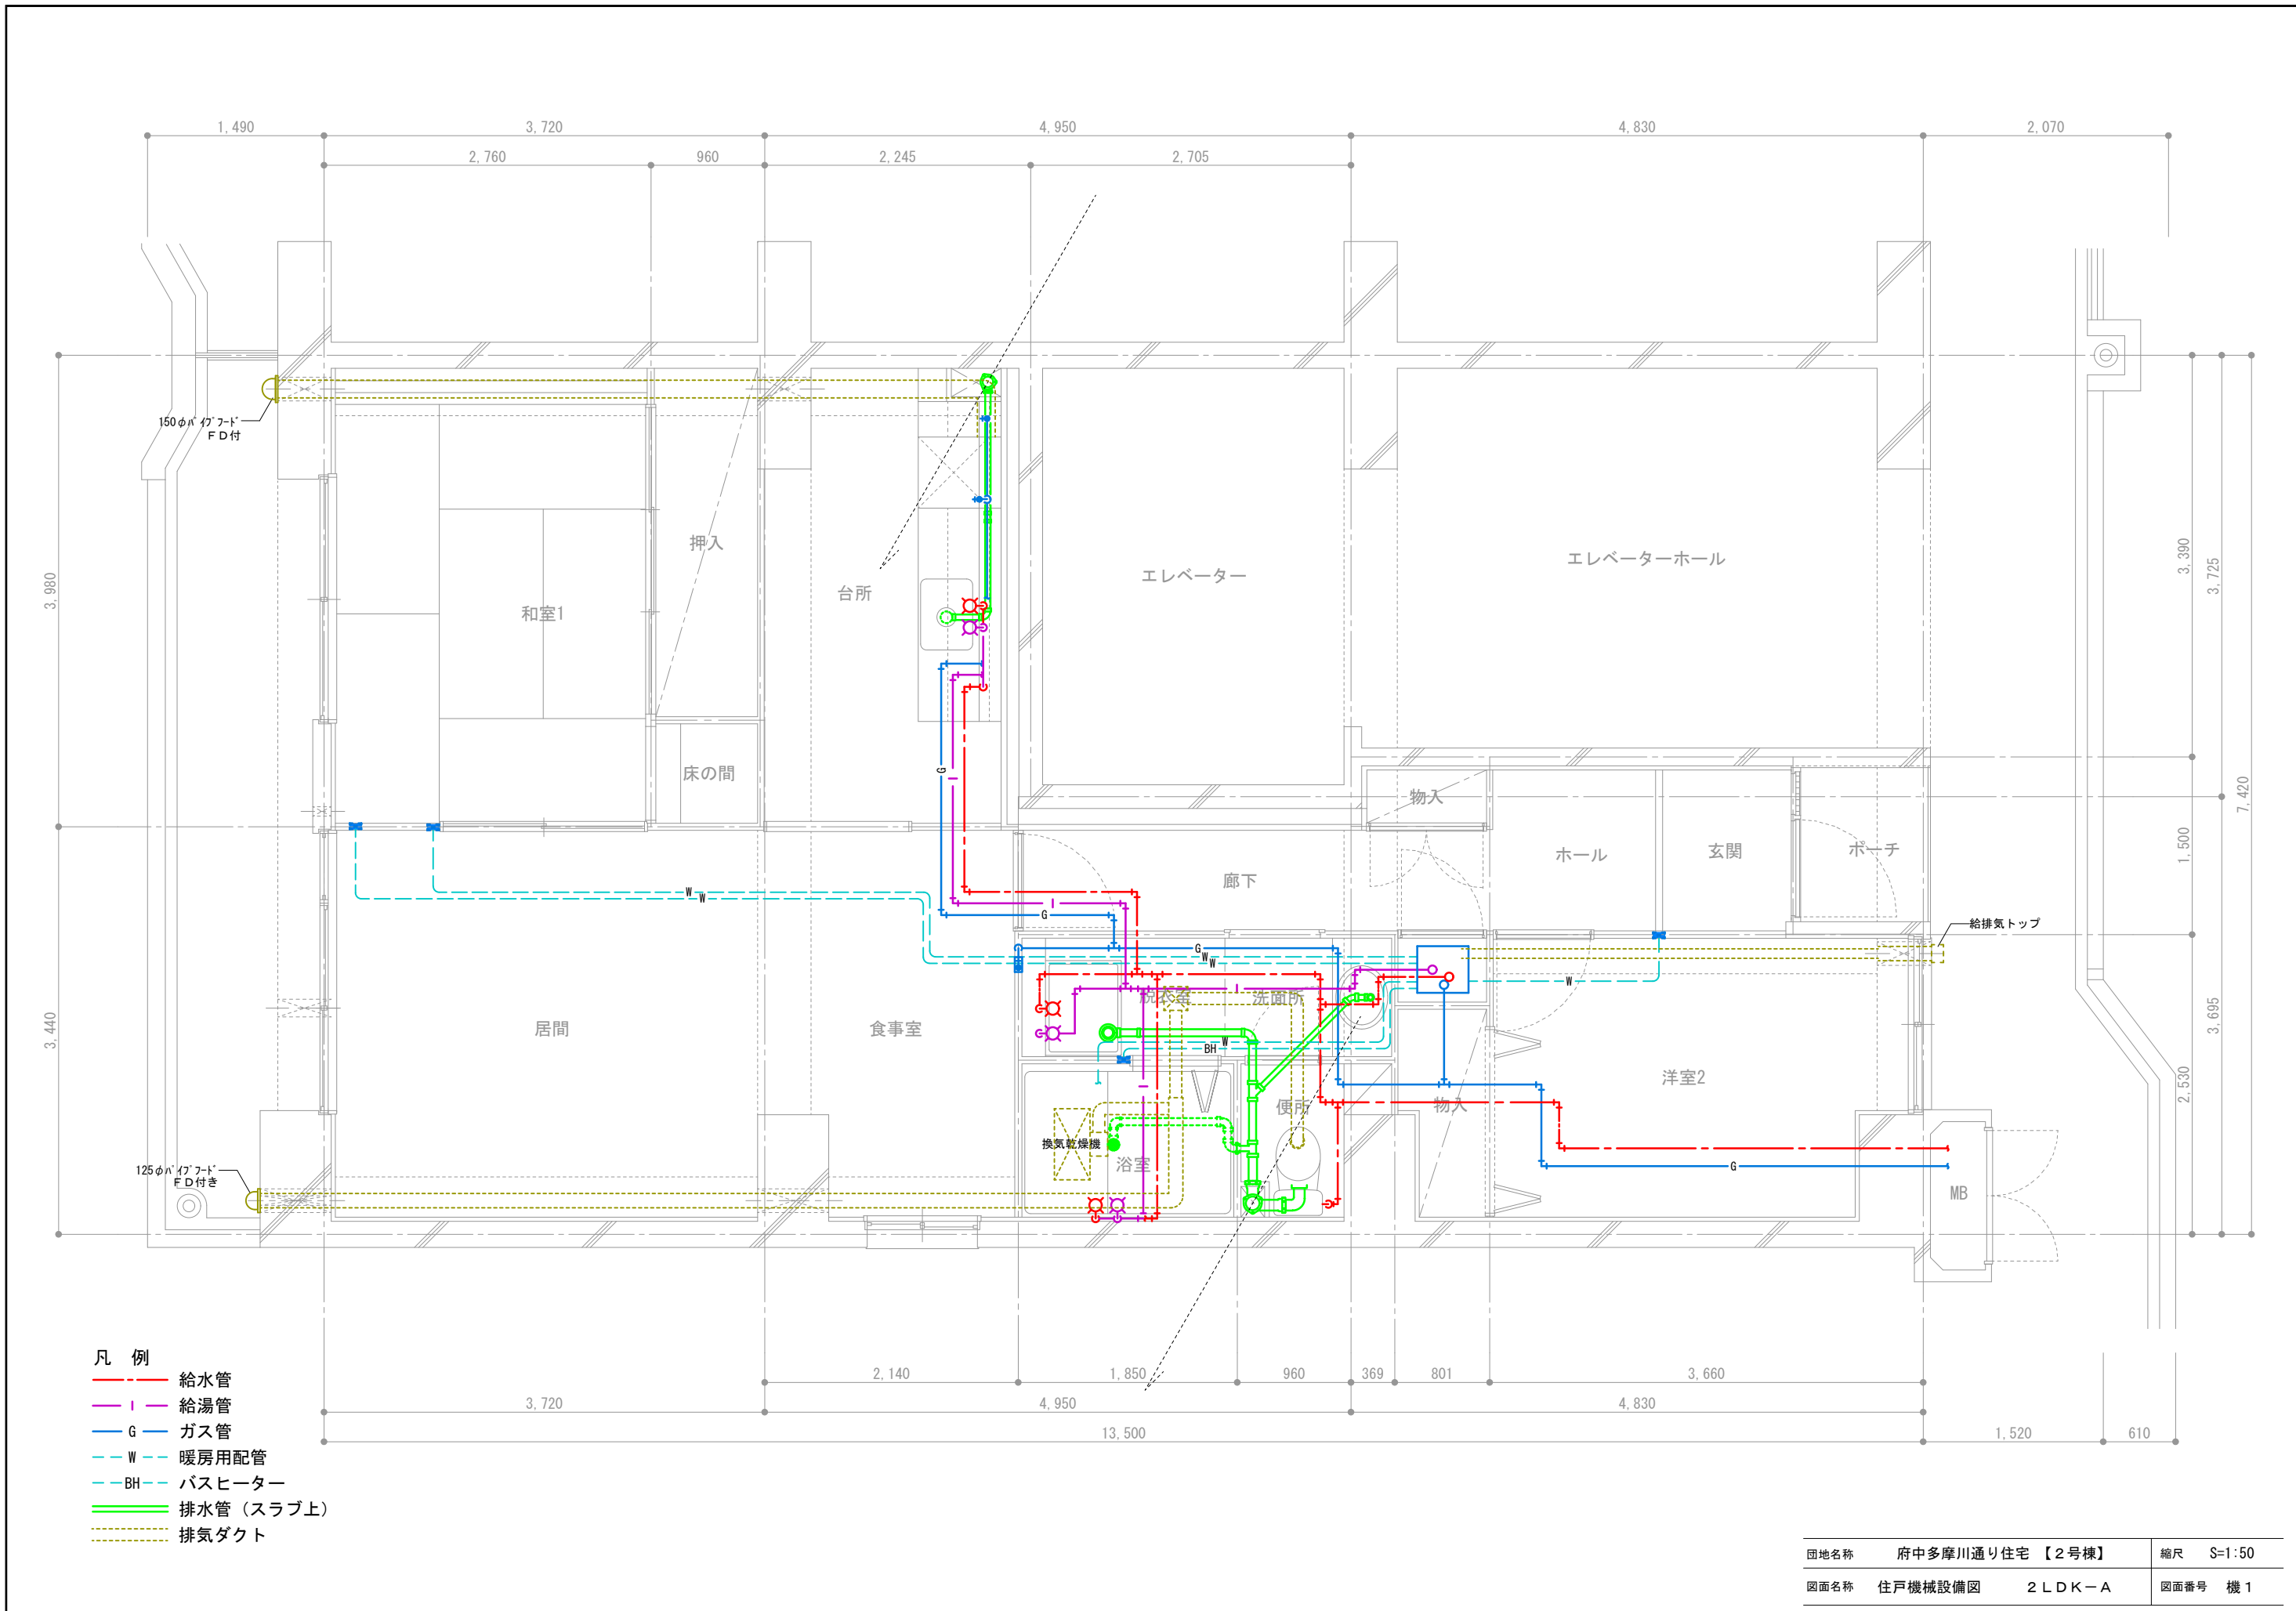 1,490
3,720
4,950
4,830
2,070
2,760
960
2,245
2,705
150φﾊﾟｲﾌﾟﾌｰﾄﾞ
ＦＤ付
押入
台所
エレベーター
エレベーターホール
和室1
3,980
3,390
3,725
床の間
G
物入
7,420
ホール
玄関
ポーチ
1,500
廊下
W
W
G
給排気トップ
G
W
W
W
脱衣室
洗面所
居間
食事室
3,440
W
BH
洋室2
3,695
2,530
便所
物入
換気乾燥機
浴室
125φﾊﾟｲﾌﾟﾌｰﾄﾞ
ＦＤ付き
G
MB
2,140
1,850
960
369
801
3,660
3,720
4,950
4,830
13,500
1,520
610
凡　例
給水管
給湯管
G ガス管
W 暖房用配管
BH バスヒーター
排水管（スラブ上）
排気ダクト
団地名称 府中多摩川通り住宅 【２号棟】 縮尺 S=1:50
図面名称 住戸機械設備図 ２ＬＤＫ－Ａ 図面番号 機１